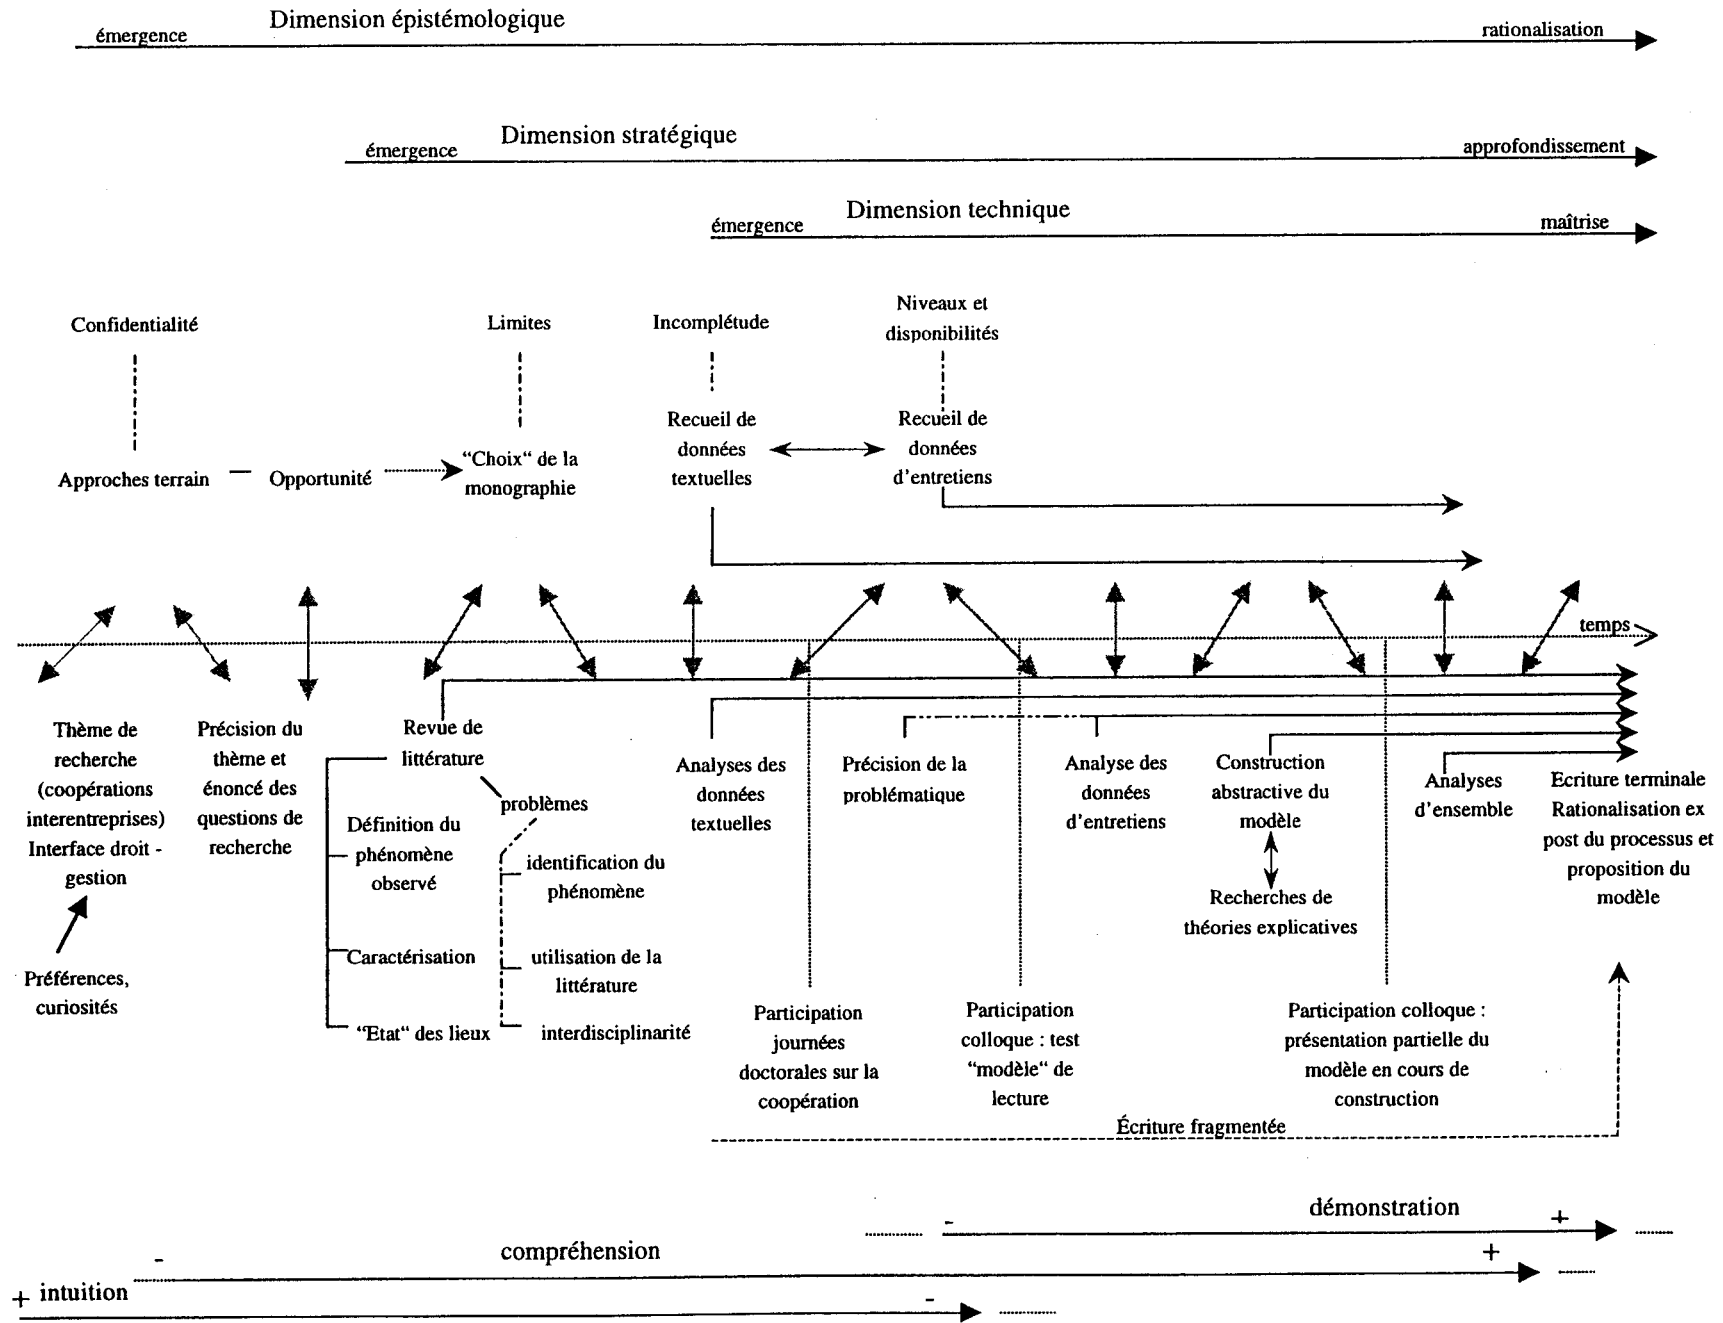 Dimension épistémologique
émergence
rationalisation
Dimension stratégique
émergence
approfondissement
Dimension technique
émergence
maîtrise
Confidentialité
Limites
Incomplétude
Niveaux et
disponibilités
Approches terrain
Opportunité
“Choix“ de la
monographie
Recueil de
données
textuelles
Recueil de
données
d'entretiens
temps
Thème de
recherche
(coopérations
interentreprises)
Interface droit -
gestion
Préférences,
curiosités
Précision du
thème et
énoncé des
questions de
recherche
Revue de
littérature
Définition du
phénomène
observé
Caractérisation
“Etat“ des lieux
problèmes
identification du
phénomène
utilisation de la
littérature
interdisciplinarité
Analyses des
données
textuelles
Précision de la
problématique
Analyse des
données
d'entretiens
Construction
abstractive du
modèle
Recherches de
théories explicatives
Analyses
d'ensemble
Ecriture terminale
Rationalisation ex
post du processus et
proposition du
modèle
Participation
journées
doctorales sur la
coopération
Participation
colloque : test
“modèle“ de
lecture
Participation colloque :
présentation partielle du
modèle en cours de
construction
Écriture fragmentée
- démonstration +
- compréhension +
+ intuition -